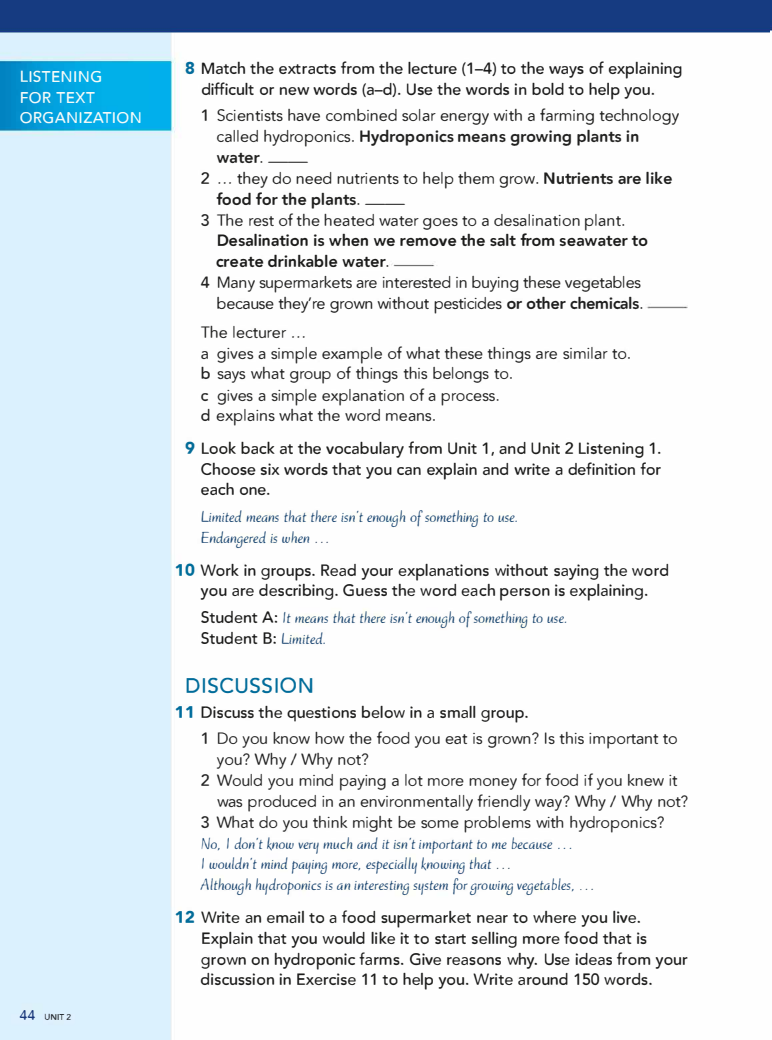 LISTENING
FOR TEXT
ORGANIZATION
8 Match the extracts from the lecture (1–4) to the ways of explaining
difficult or new words (a–d). Use the words in bold to help you.
1 Scientists have combined solar energy with a farming technology
called hydroponics. Hydroponics means growing plants in
water. _____
2 … they do need nutrients to help them grow. Nutrients are like
food for the plants. _____
3 The rest of the heated water goes to a desalination plant.
Desalination is when we remove the salt from seawater to
create drinkable water. _____
4 Many supermarkets are interested in buying these vegetables
because they're grown without pesticides or other chemicals. _____
The lecturer …
a gives a simple example of what these things are similar to.
b says what group of things this belongs to.
c gives a simple explanation of a process.
d explains what the word means.
9 Look back at the vocabulary from Unit 1, and Unit 2 Listening 1.
Choose six words that you can explain and write a definition for
each one.
Limited means that there isn't enough of something to use.
Endangered is when …
10 Work in groups. Read your explanations without saying the word
you are describing. Guess the word each person is explaining.
Student A: It means that there isn't enough of something to use.
Student B: Limited.
DISCUSSION
11 Discuss the questions below in a small group.
1 Do you know how the food you eat is grown? Is this important to
you? Why / Why not?
2 Would you mind paying a lot more money for food if you knew it
was produced in an environmentally friendly way? Why / Why not?
3 What do you think might be some problems with hydroponics?
No, I don't know very much and it isn't important to me because …
I wouldn't mind paying more, especially knowing that …
Although hydroponics is an interesting system for growing vegetables, …
12 Write an email to a food supermarket near to where you live.
Explain that you would like it to start selling more food that is
grown on hydroponic farms. Give reasons why. Use ideas from your
discussion in Exercise 11 to help you. Write around 150 words.
44 UNIT 2